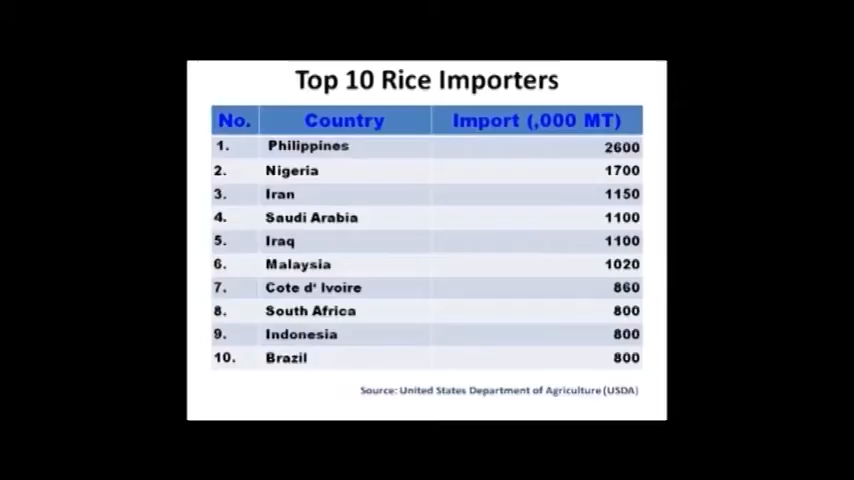 Top 10 Rice Importers
No. Country Import (,000 MT)
1. Philippines 2600
2. Nigeria 1700
3. Iran 1150
4. Saudi Arabia 1100
5. Iraq 1100
6. Malaysia 1020
7. Cote d' Ivoire 860
8. South Africa 800
9. Indonesia 800
10. Brazil 800
Source: United States Department of Agriculture (USDA)